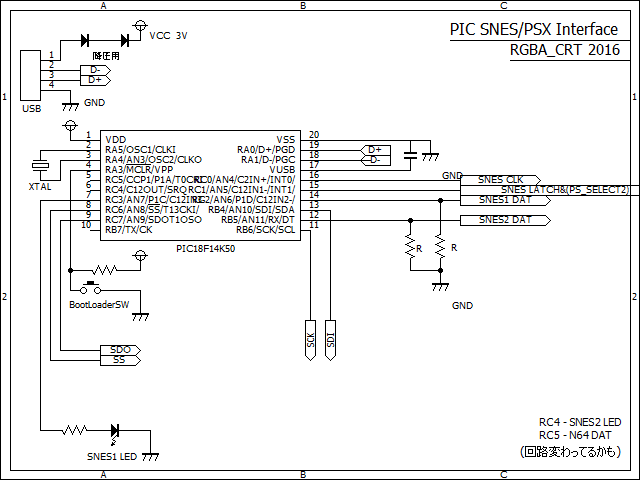 A B C
PIC SNES/PSX Interface
RGBA_CRT 2016
VCC 3V
降圧用
1
2 D-
3 D+
4
USB
GND
1 1
1 VDD VSS 20
2 RA5/OSC1/CLKI RA0/D+/PGD 19 D+
3 RA4/AN3/OSC2/CLKO RA1/D-/PGC 18 D-
4 RA3/MCLR/VPP VUSB 17
5 RC5/CCP1/P1A/T0CKI RC0/AN4/C2IN+/INT0/ 16 GND SNES CLK
6 RC4/C12OUT/SRQ RC1/AN5/C12IN1-/INT1/ 15 SNES LATCH&(PS_SELECT2)
7 RC3/AN7/P1C/C12IN3- RC2/AN6/P1D/C12IN2-/ 14 SNES1 DAT
8 RC6/AN8/SS/T13CKI/ RB4/AN10/SDI/SDA 13
9 RC7/AN9/SDOT1OSO RB5/AN11/RX/DT 12 SNES2 DAT
10 RB7/TX/CK RB6/SCK/SCL 11
XTAL
PIC18F14K50
R R
BootLoaderSW
GND
2 2
SCK SDI
SDO
SS
SNES1 LED
RC4 - SNES2 LED
RC5 - N64 DAT
(回路変わってるかも)
A B C